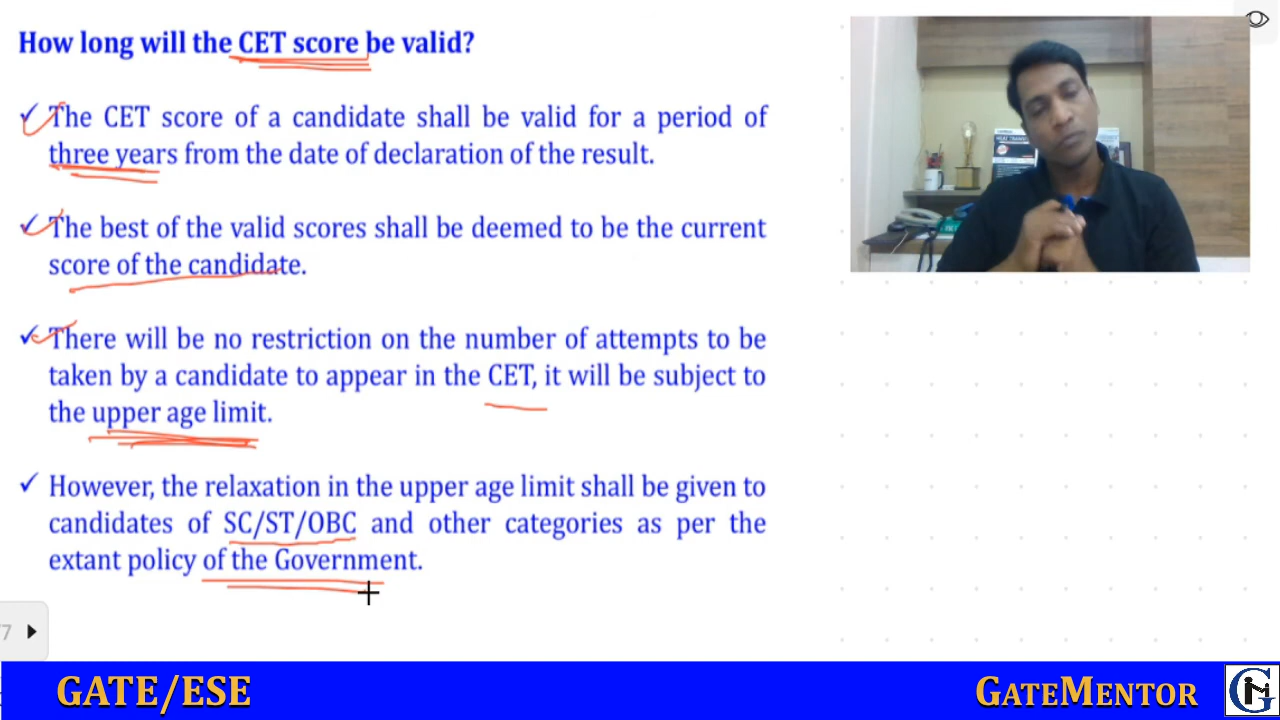 How long will the CET score be valid?
✓ The CET score of a candidate shall be valid for a period of
three years from the date of declaration of the result.
✓ The best of the valid scores shall be deemed to be the current
score of the candidate.
✓ There will be no restriction on the number of attempts to be
taken by a candidate to appear in the CET, it will be subject to
the upper age limit.
✓ However, the relaxation in the upper age limit shall be given to
candidates of SC/ST/OBC and other categories as per the
extant policy of the Government.
7
GATE/ESE
GATEMENTOR